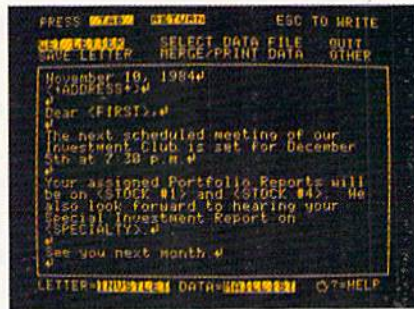 PRESS TAB RETURN ESC TO WRITE
GET LETTER SELECT DATA FILE QUIT
SAVE LETTER MERGE/PRINT DATA OTHER
November 10, 1984↵
<+ADDRESS+>↵
↵
Dear <FIRST>,↵
↵
The next scheduled meeting of our
Investment Club is set for December
5th at 7:30 p.m.↵
↵
Your assigned Portfolio Reports will
be on <STOCK #1> and <STOCK #4>. We
also look forward to hearing your
Special Investment Report on
<SPECIALTY>.↵
↵
See you next month.↵
↵
LETTER=INVSTLET DATA=MAILLIST ?=HELP